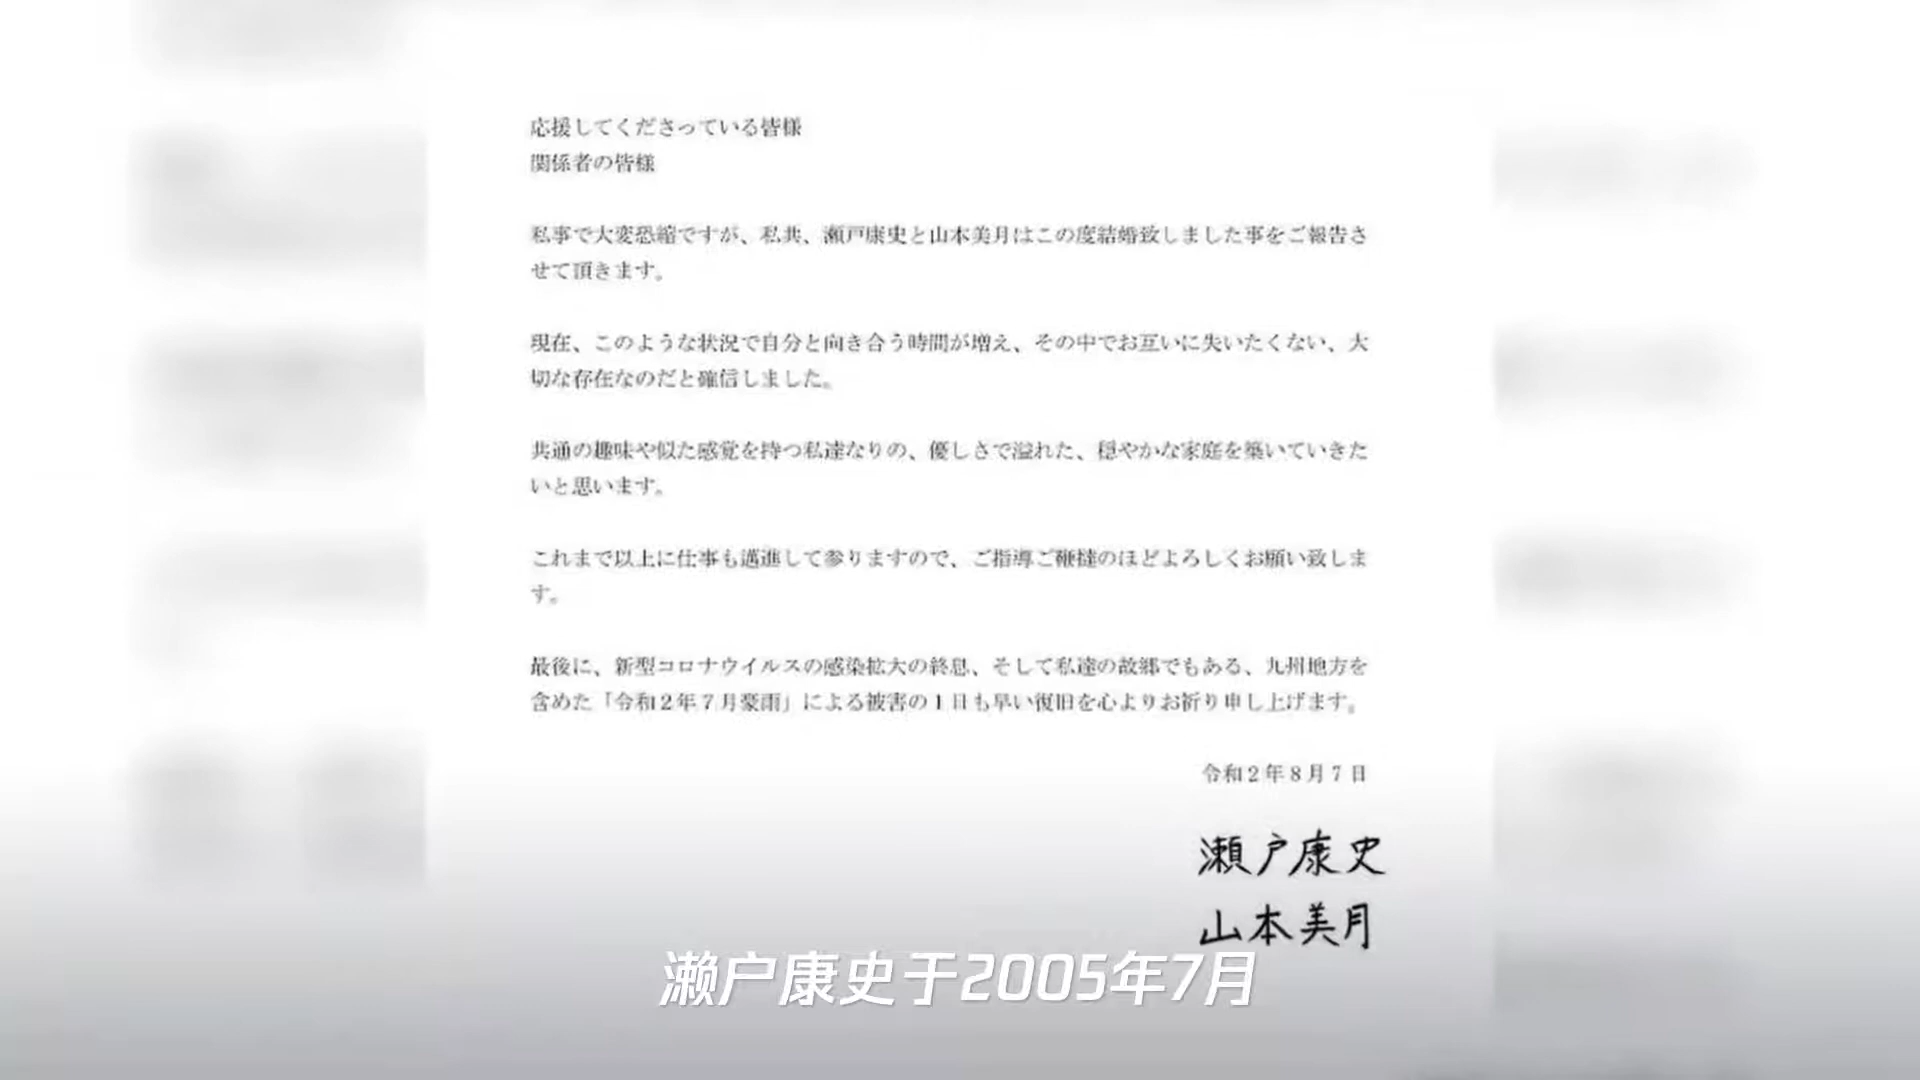 応援してくださっている皆様
関係者の皆様
私事で大変恐縮ですが、私共、瀬戸康史と山本美月はこの度結婚致しました事をご報告さ
せて頂きます。
現在、このような状況で自分と向き合う時間が増え、その中でお互いに失いたくない、大
切な存在なのだと確信しました。
共通の趣味や似た感覚を持つ私達なりの、優しさで溢れた、穏やかな家庭を築いていきた
いと思います。
これまで以上に仕事も邁進して参りますので、ご指導ご鞭撻のほどよろしくお願い致しま
す。
最後に、新型コロナウイルスの感染拡大の終息、そして私達の故郷でもある、九州地方を
含めた「令和２年７月豪雨」による被害の１日も早い復旧を心よりお祈り申し上げます。
令和２年８月７日
瀬戸康史
山本美月
濑户康史于2005年7月